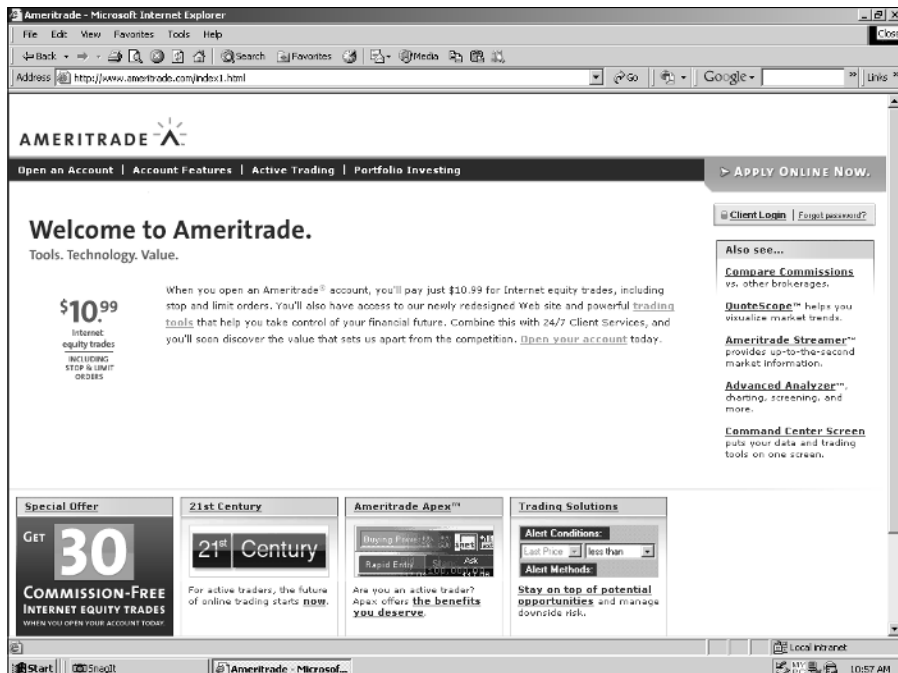 Ameritrade - Microsoft Internet Explorer
File Edit View Favorites Tools Help
Clos
Back Search Favorites Media
Address http://www.ameritrade.com/index1.html Go Google Links
AMERITRADE
Open an Account | Account Features | Active Trading | Portfolio Investing
APPLY ONLINE NOW.
Client Login | Forgot password?
Welcome to Ameritrade.
Tools. Technology. Value.
$10.99
Internet
equity trades
INCLUDING
STOP & LIMIT
ORDERS
When you open an Ameritrade® account, you'll pay just $10.99 for Internet equity trades, including
stop and limit orders. You'll also have access to our newly redesigned Web site and powerful trading
tools that help you take control of your financial future. Combine this with 24/7 Client Services, and
you'll soon discover the value that sets us apart from the competition. Open your account today.
Also see...
Compare Commissions
vs. other brokerages.
QuoteScope™ helps you
visualize market trends.
Ameritrade Streamer™
provides up-to-the-second
market information.
Advanced Analyzer™,
charting, screening, and
more.
Command Center Screen
puts your data and trading
tools on one screen.
Special Offer
GET
30
COMMISSION-FREE
INTERNET EQUITY TRADES
WHEN YOU OPEN YOUR ACCOUNT TODAY.
21st Century
21st Century
For active traders, the future
of online trading starts now.
Ameritrade Apex™
Buying Power
Rapid Entry Ask
Are you an active trader?
Apex offers the benefits
you deserve.
Trading Solutions
Alert Conditions:
Last Price less than
Alert Methods:
Stay on top of potential
opportunities and manage
downside risk.
Local intranet
Start SnagIt Ameritrade - Microsof... 10:57 AM